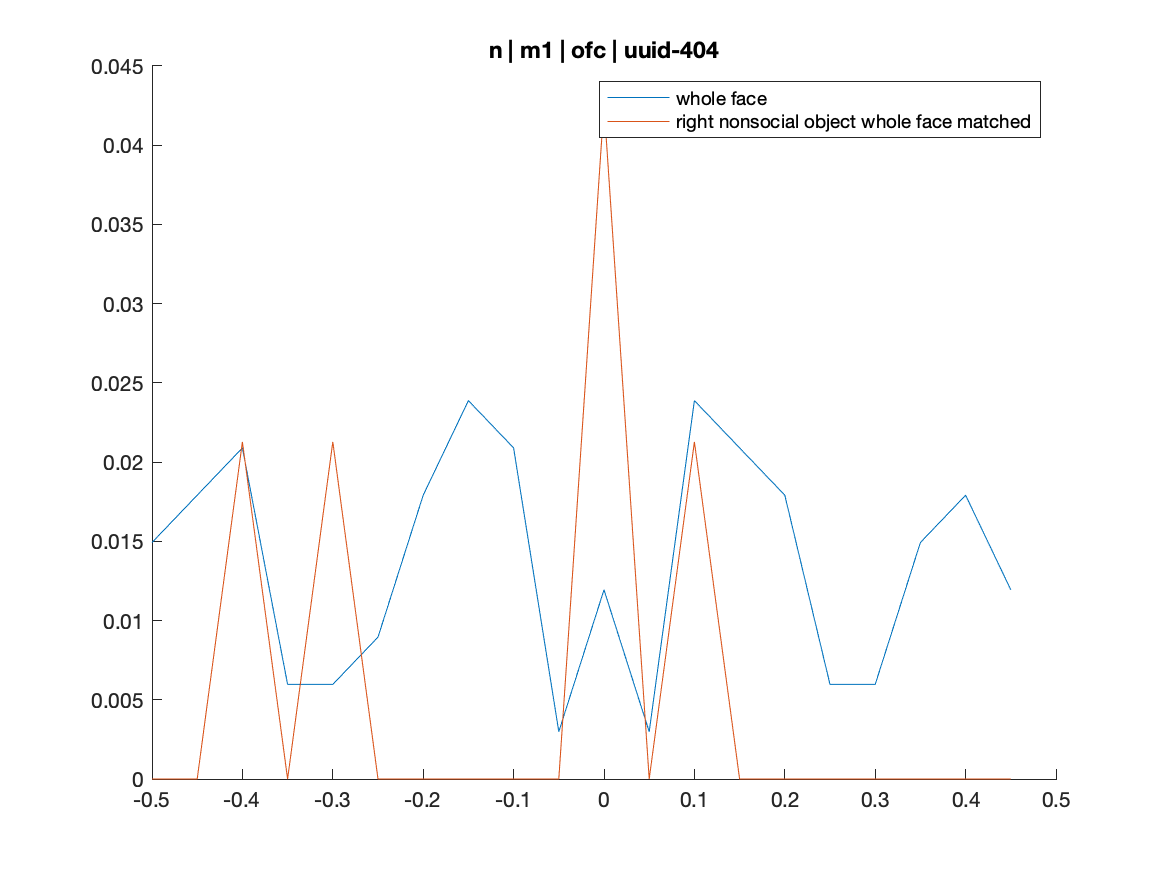 n | m1 | ofc | uuid-404
0.045
whole face
right nonsocial object whole face matched
0.04
0.035
0.03
0.025
0.02
0.015
0.01
0.005
0
-0.5 -0.4 -0.3 -0.2 -0.1 0 0.1 0.2 0.3 0.4 0.5